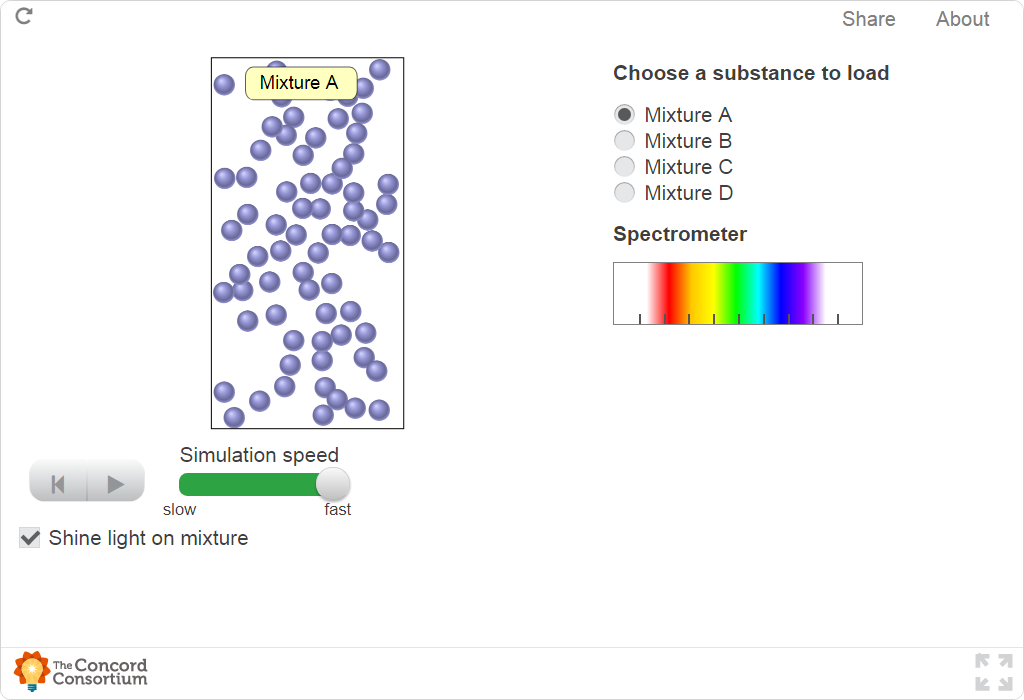 Share About
Mixture A
Choose a substance to load
Mixture A
Mixture B
Mixture C
Mixture D
Spectrometer
Simulation speed
slow fast
Shine light on mixture
The Concord
Consortium